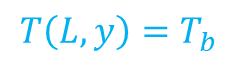 T(L, y) = T_b